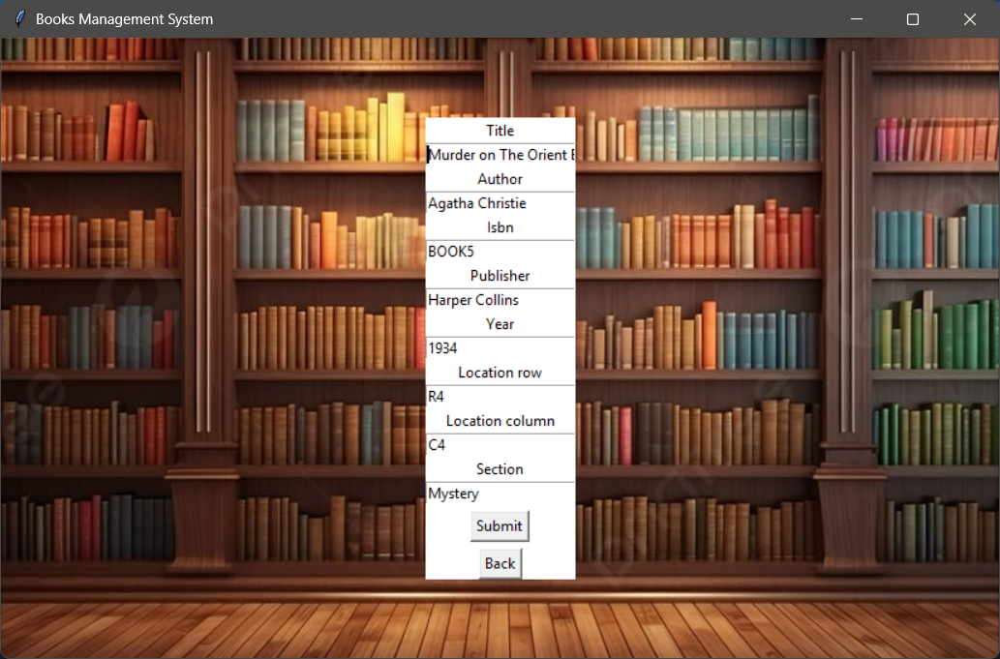 Books Management System
Title
Murder on The Orient E
Author
Agatha Christie
Isbn
BOOK5
Publisher
Harper Collins
Year
1934
Location row
R4
Location column
C4
Section
Mystery
Submit
Back